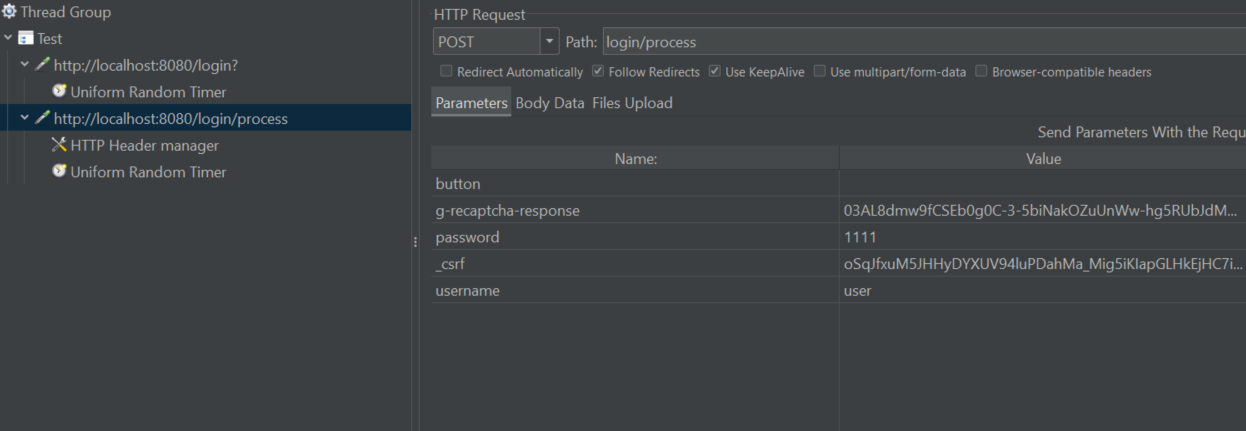 Thread Group
Test
http://localhost:8080/login?
Uniform Random Timer
http://localhost:8080/login/process
HTTP Header manager
Uniform Random Timer
HTTP Request
POST Path: login/process
Redirect Automatically Follow Redirects Use KeepAlive Use multipart/form-data Browser-compatible headers
Parameters Body Data Files Upload
Send Parameters With the Requ
Name: Value
button
g-recaptcha-response 03AL8dmw9fCSEb0g0C-3-5biNakOZuUnWw-hg5RUbJdM...
password 1111
_csrf oSqJfxuM5JHHyDYXUV94luPDahMa_Mig5iKIapGLHkEjHC7i...
username user